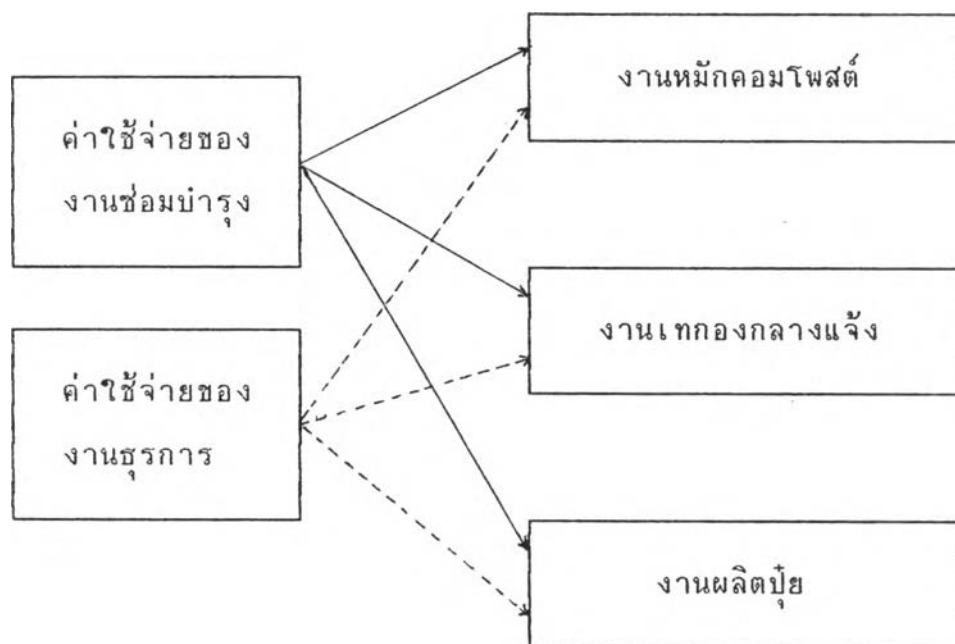 งานหมักคอมโพสต์
ค่าใช้จ่ายของ
งานซ่อมบำรุง
งานเทกองกลางแจ้ง
ค่าใช้จ่ายของ
งานธุรการ
งานผลิตปุ๋ย